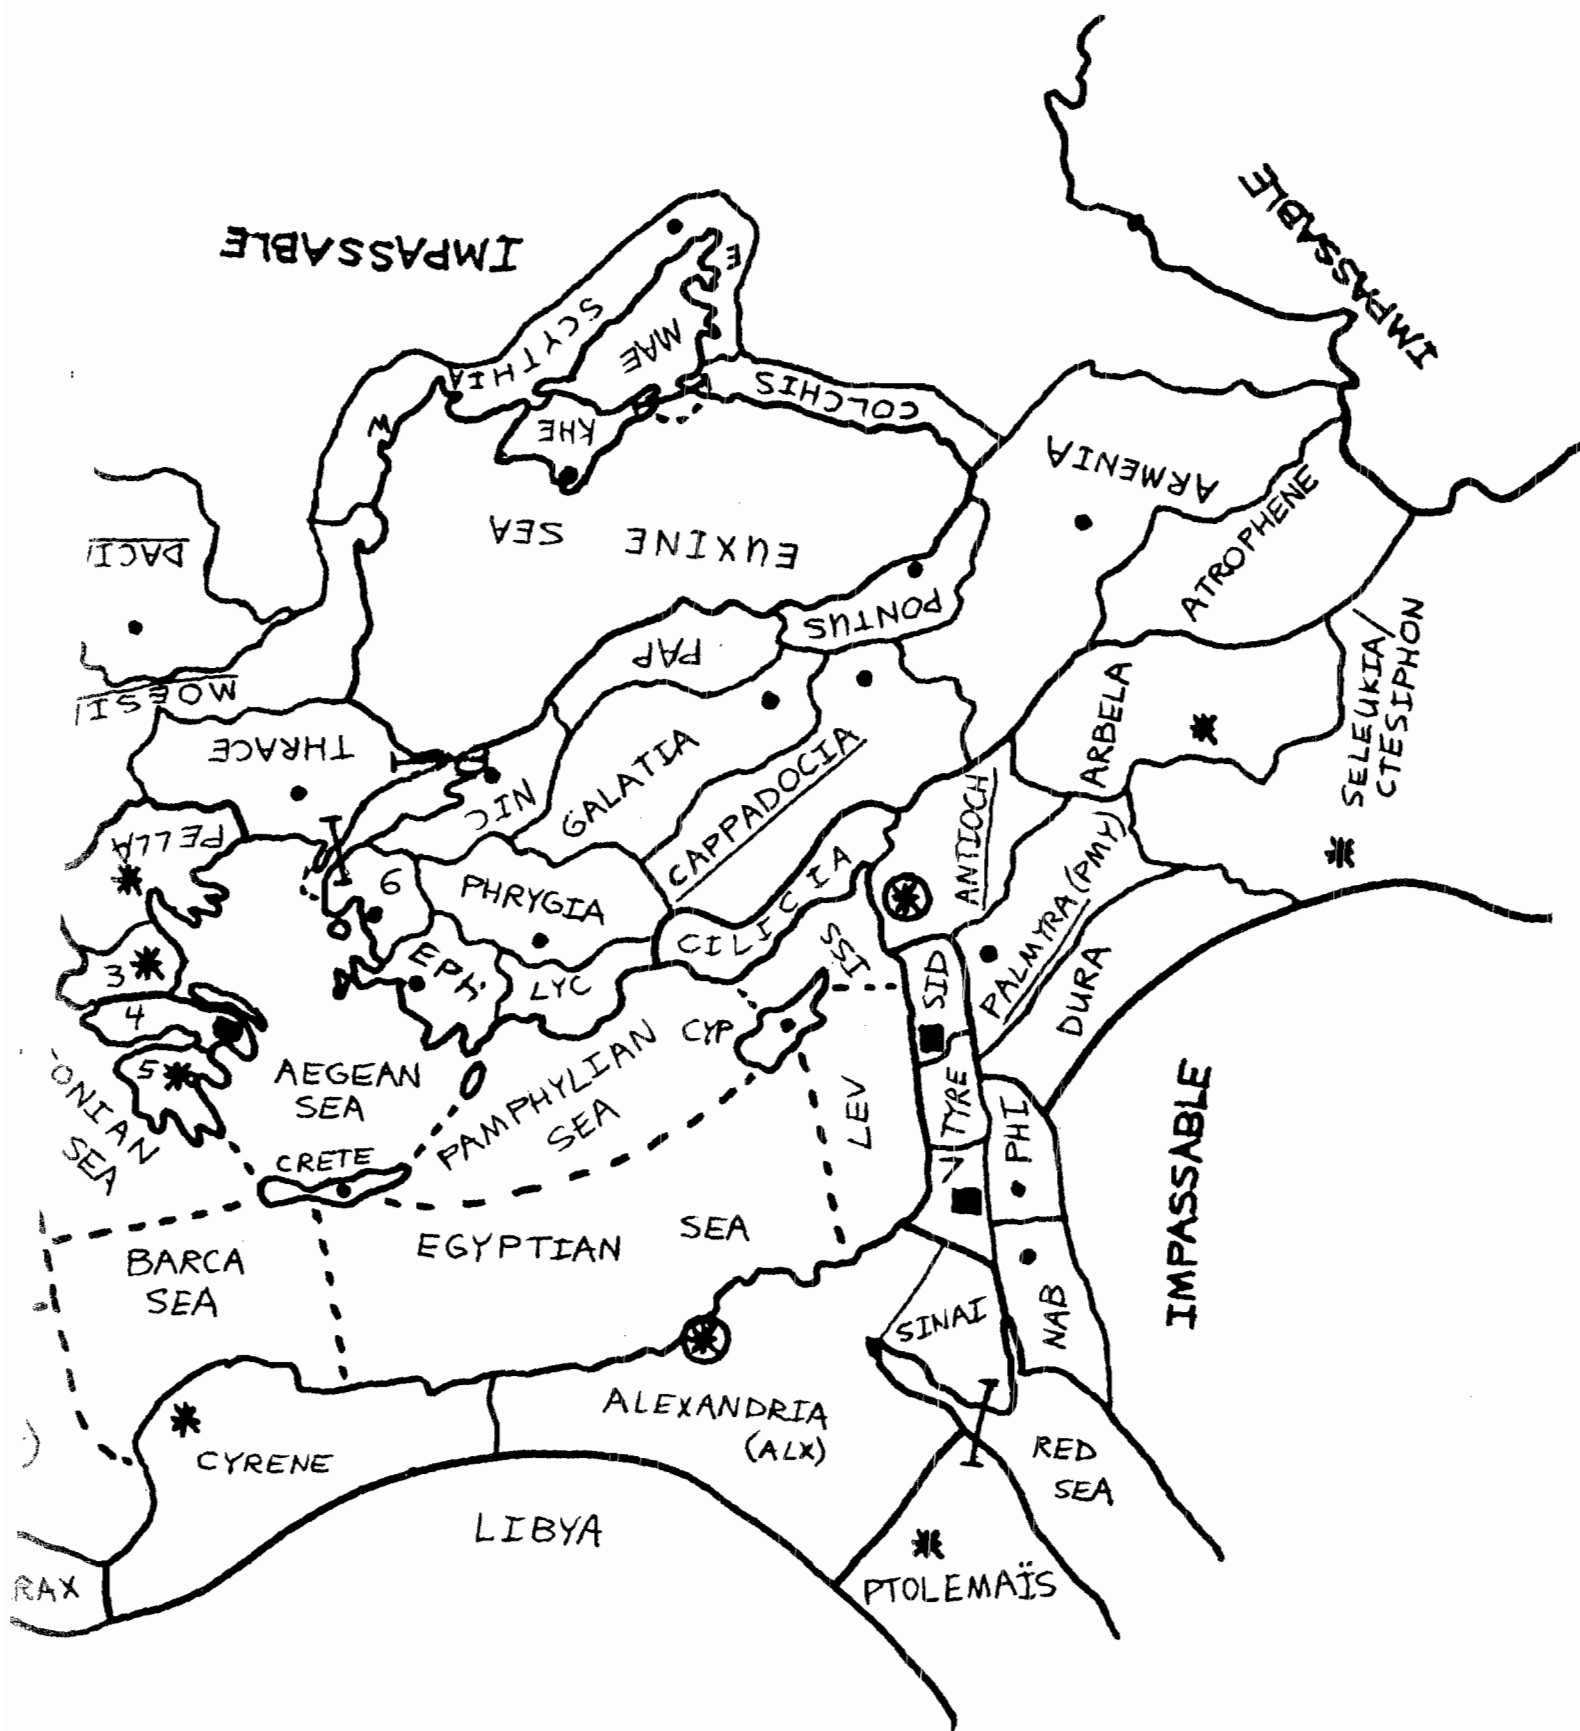 IMPASSABLE
IMPASSABLE
E
SCYTHIA
MAE
W
KHE
COLCHIS
ARMENIA
ATROPHENE
EUXINE SEA
DACI
MOESI
PAP
PONTUS
THRACE
SELEUKIA/
CTESIPHON
ARBELA
NIC
GALATIA
CAPPADOCIA
ANTIOCH
PALMYRA (PMY)
PELLA
6
PHRYGIA
CILICIA
ISS
SID
DURA
3
EPH.
LYC
4
CYP
5
AEGEAN
SEA
PAMPHYLIAN
SEA
LEV
TYRE
PHI
IONIAN
SEA
CRETE
IMPASSABLE
BARCA
SEA
EGYPTIAN SEA
SINAI
NAB
ALEXANDRIA
(ALX)
CYRENE
RED
SEA
LIBYA
PTOLEMAÏS
RAX